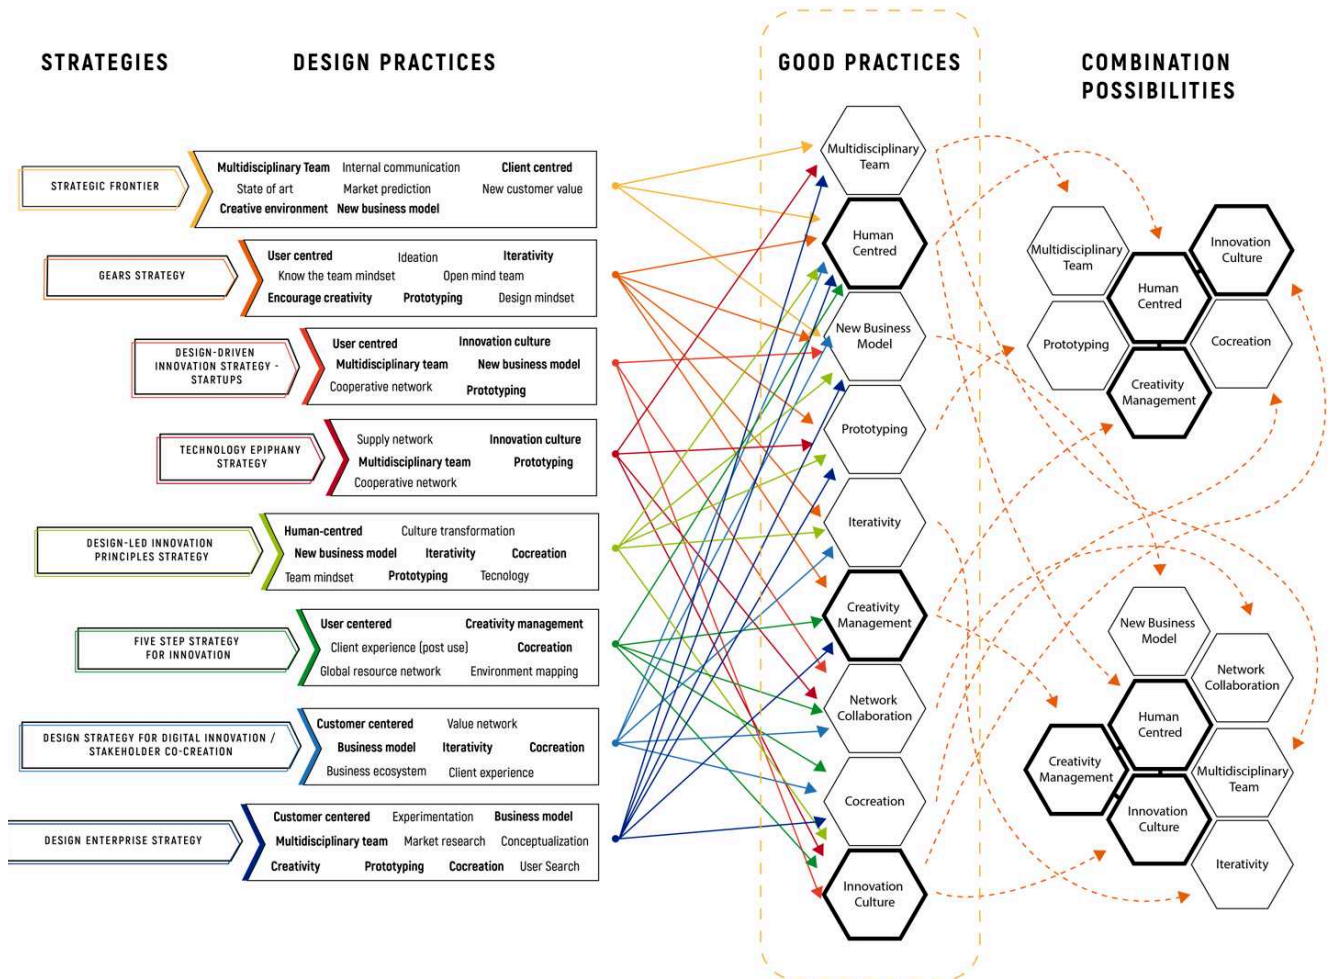 STRATEGIES
DESIGN PRACTICES
GOOD PRACTICES
COMBINATION
POSSIBILITIES
STRATEGIC FRONTIER
Multidisciplinary Team Internal communication Client centred
State of art Market prediction New customer value
Creative environment New business model
GEARS STRATEGY
User centred Ideation Iterativity
Know the team mindset Open mind team
Encourage creativity Prototyping Design mindset
DESIGN-DRIVEN
INNOVATION STRATEGY -
STARTUPS
User centred Innovation culture
Multidisciplinary team New business model
Cooperative network Prototyping
TECHNOLOGY EPIPHANY
STRATEGY
Supply network Innovation culture
Multidisciplinary team Prototyping
Cooperative network
DESIGN-LED INNOVATION
PRINCIPLES STRATEGY
Human-centred Culture transformation
New business model Iterativity Cocreation
Team mindset Prototyping Tecnology
FIVE STEP STRATEGY
FOR INNOVATION
User centered Creativity management
Client experience (post use) Cocreation
Global resource network Environment mapping
DESIGN STRATEGY FOR DIGITAL INNOVATION /
STAKEHOLDER CO-CREATION
Customer centered Value network
Business model Iterativity Cocreation
Business ecosystem Client experience
DESIGN ENTERPRISE STRATEGY
Customer centered Experimentation Business model
Multidisciplinary team Market research Conceptualization
Creativity Prototyping Cocreation User Search
Multidisciplinary
Team
Human
Centred
New Business
Model
Prototyping
Iterativity
Creativity
Management
Network
Collaboration
Cocreation
Innovation
Culture
Multidisciplinary
Team
Innovation
Culture
Human
Centred
Prototyping
Cocreation
Creativity
Management
New Business
Model
Network
Collaboration
Human
Centred
Creativity
Management
Multidisciplinary
Team
Innovation
Culture
Iterativity